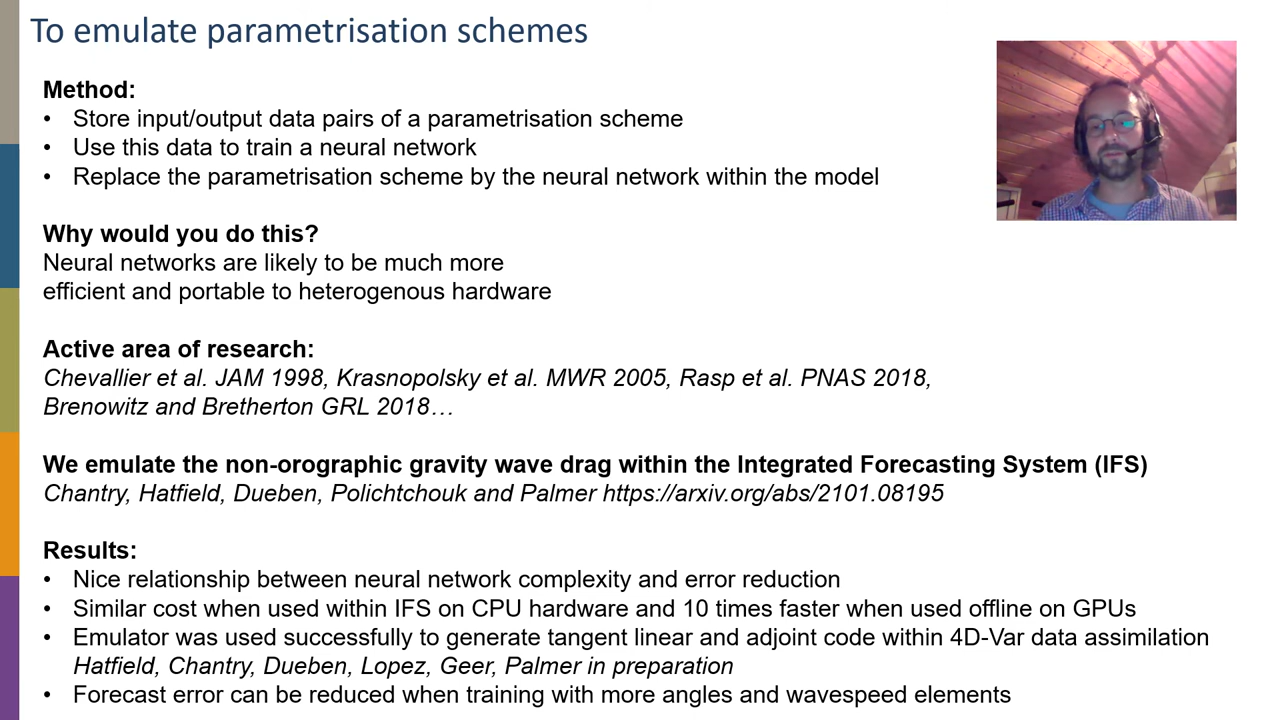 To emulate parametrisation schemes
Method:
• Store input/output data pairs of a parametrisation scheme
• Use this data to train a neural network
• Replace the parametrisation scheme by the neural network within the model
Why would you do this?
Neural networks are likely to be much more
efficient and portable to heterogenous hardware
Active area of research:
Chevallier et al. JAM 1998, Krasnopolsky et al. MWR 2005, Rasp et al. PNAS 2018,
Brenowitz and Bretherton GRL 2018…
We emulate the non-orographic gravity wave drag within the Integrated Forecasting System (IFS)
Chantry, Hatfield, Dueben, Polichtchouk and Palmer https://arxiv.org/abs/2101.08195
Results:
• Nice relationship between neural network complexity and error reduction
• Similar cost when used within IFS on CPU hardware and 10 times faster when used offline on GPUs
• Emulator was used successfully to generate tangent linear and adjoint code within 4D-Var data assimilation
Hatfield, Chantry, Dueben, Lopez, Geer, Palmer in preparation
• Forecast error can be reduced when training with more angles and wavespeed elements